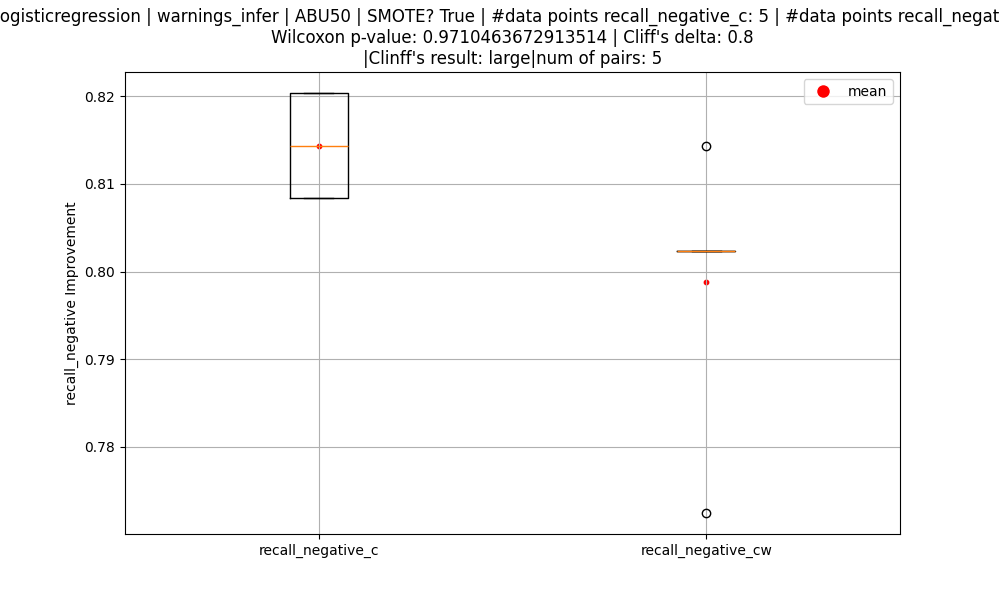 ogisticregression | warnings_infer | ABU50 | SMOTE? True | #data points recall_negative_c: 5 | #data points recall_negat
Wilcoxon p-value: 0.9710463672913514 | Cliff's delta: 0.8
|Clinff's result: large|num of pairs: 5
mean
0.82
0.81
0.80
0.79
0.78
recall_negative Improvement
recall_negative_c
recall_negative_cw